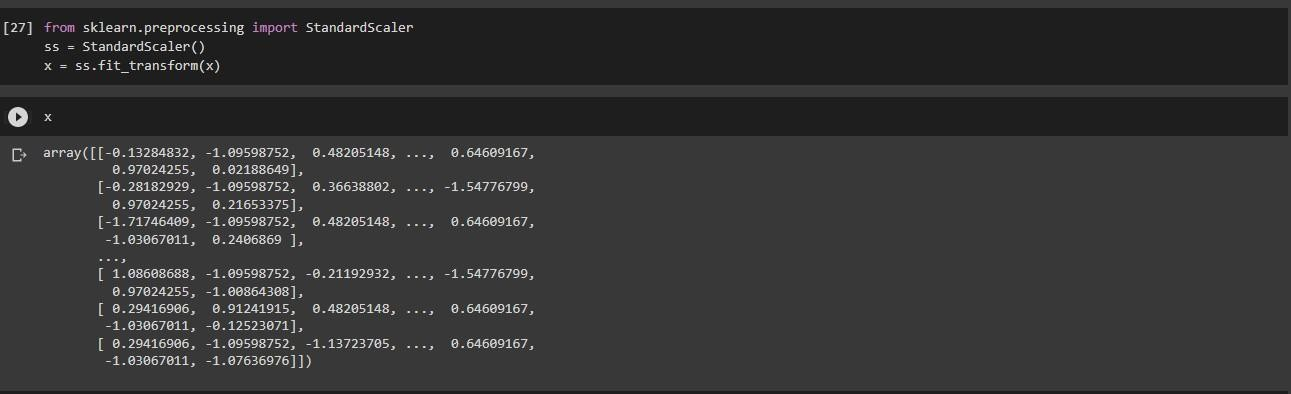 [27] from sklearn.preprocessing import StandardScaler
ss = StandardScaler()
x = ss.fit_transform(x)
x
array([[-0.13284832, -1.09598752,  0.48205148, ...,  0.64609167,
0.97024255,  0.02188649],
[-0.28182929, -1.09598752,  0.36638802, ..., -1.54776799,
0.97024255,  0.21653375],
[-1.71746409, -1.09598752,  0.48205148, ...,  0.64609167,
-1.03067011,  0.2406869 ],
...,
[ 1.08608688, -1.09598752, -0.21192932, ..., -1.54776799,
0.97024255, -1.00864308],
[ 0.29416906,  0.91241915,  0.48205148, ...,  0.64609167,
-1.03067011, -0.12523071],
[ 0.29416906, -1.09598752, -1.13723705, ...,  0.64609167,
-1.03067011, -1.07636976]])